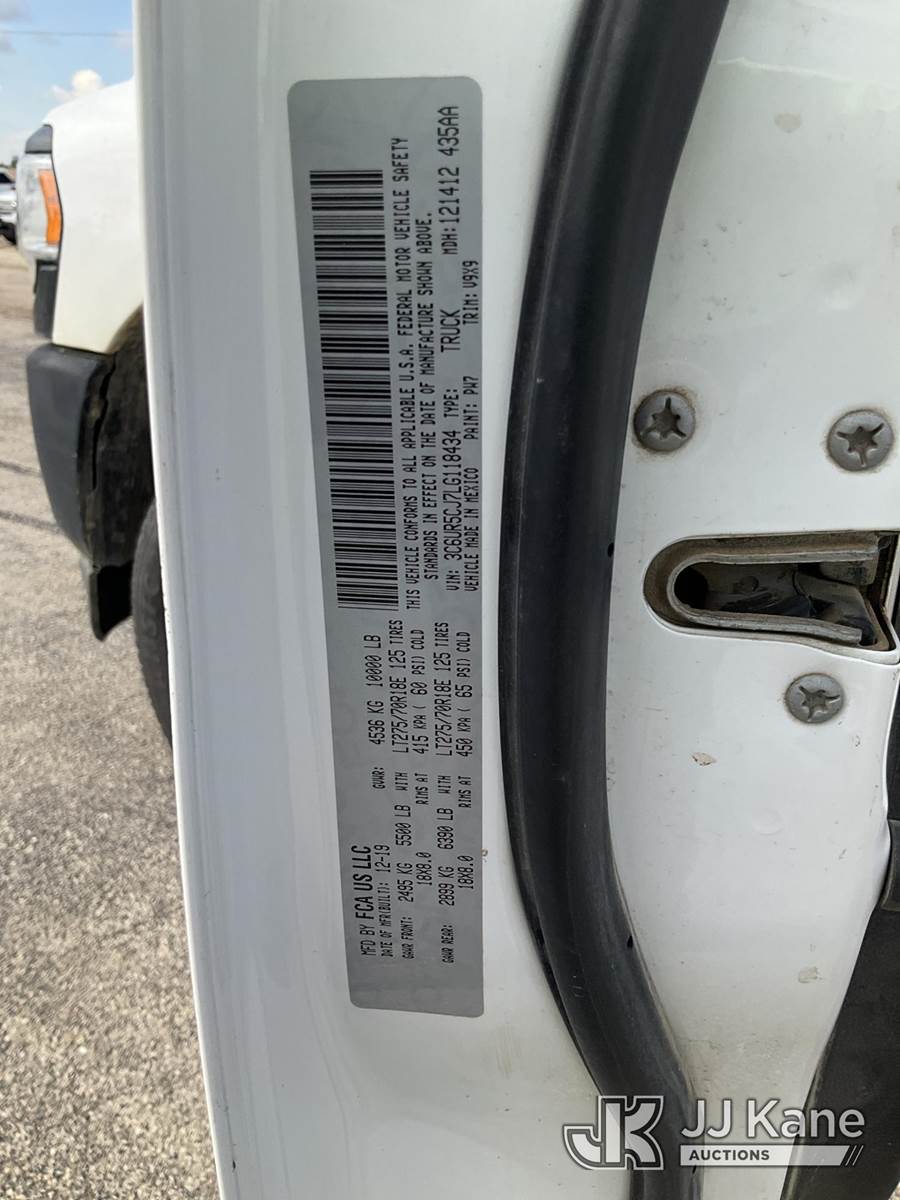 MFD BY FCA US LLC
DATE OF MFR(BUILT): 12-19 GVWR: 4536 KG 10000 LB
GAWR FRONT: 2495 KG 5500 LB WITH LT275/70R18E 125 TIRES
18X8.0 RIMS AT 415 KPA ( 60 PSI) COLD
GAWR REAR: 2899 KG 6390 LB WITH LT275/70R18E 125 TIRES
18X8.0 RIMS AT 450 KPA ( 65 PSI) COLD
THIS VEHICLE CONFORMS TO ALL APPLICABLE U.S.A. FEDERAL MOTOR VEHICLE SAFETY
STANDARDS IN EFFECT ON THE DATE OF MANUFACTURE SHOWN ABOVE.
VIN: 3C6UR5CJ7LG118434 TYPE: TRUCK MDH:121412 435AA
VEHICLE MADE IN MEXICO PAINT: PW7 TRIM: V9X9
JK JJ Kane
AUCTIONS